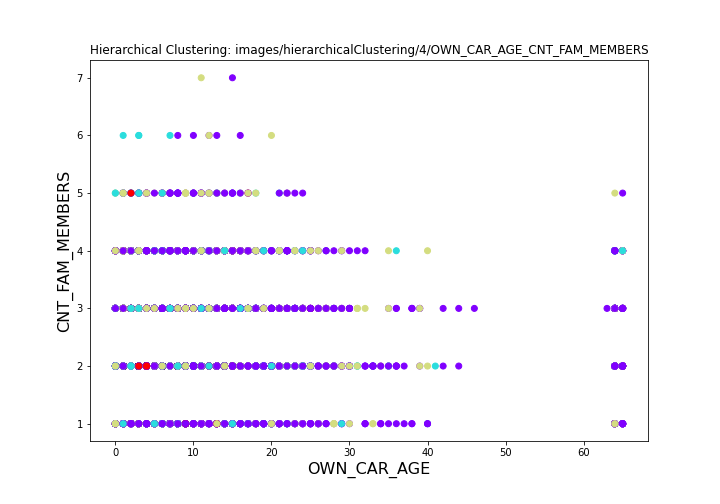 Hierarchical Clustering: images/hierarchicalClustering/4/OWN_CAR_AGE_CNT_FAM_MEMBERS
7
6
5
4
3
2
1
CNT_FAM_MEMBERS
0 10 20 30 40 50 60
OWN_CAR_AGE